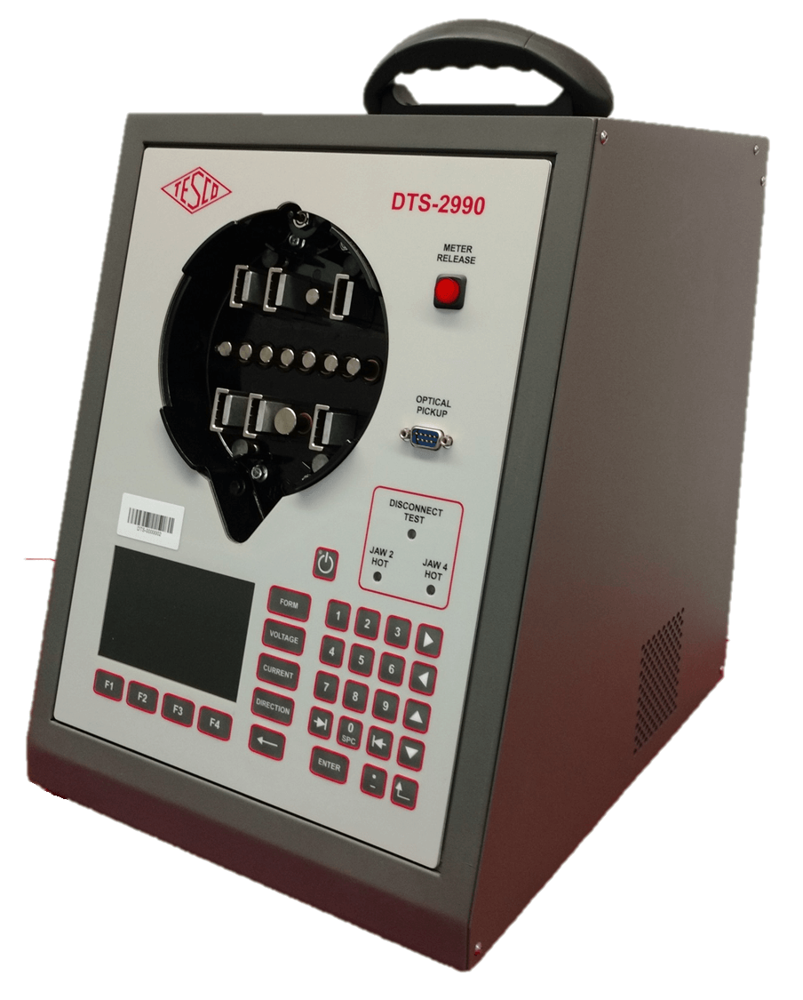 TESCO
DTS-2990
METER
RELEASE
OPTICAL
PICKUP
DISCONNECT
TEST
JAW 2
HOT
JAW 4
HOT
FORM
VOLTAGE
CURRENT
DIRECTION
F1 F2 F3 F4
1 2 3
4 5 6
7 8 9
0
SPC
ENTER